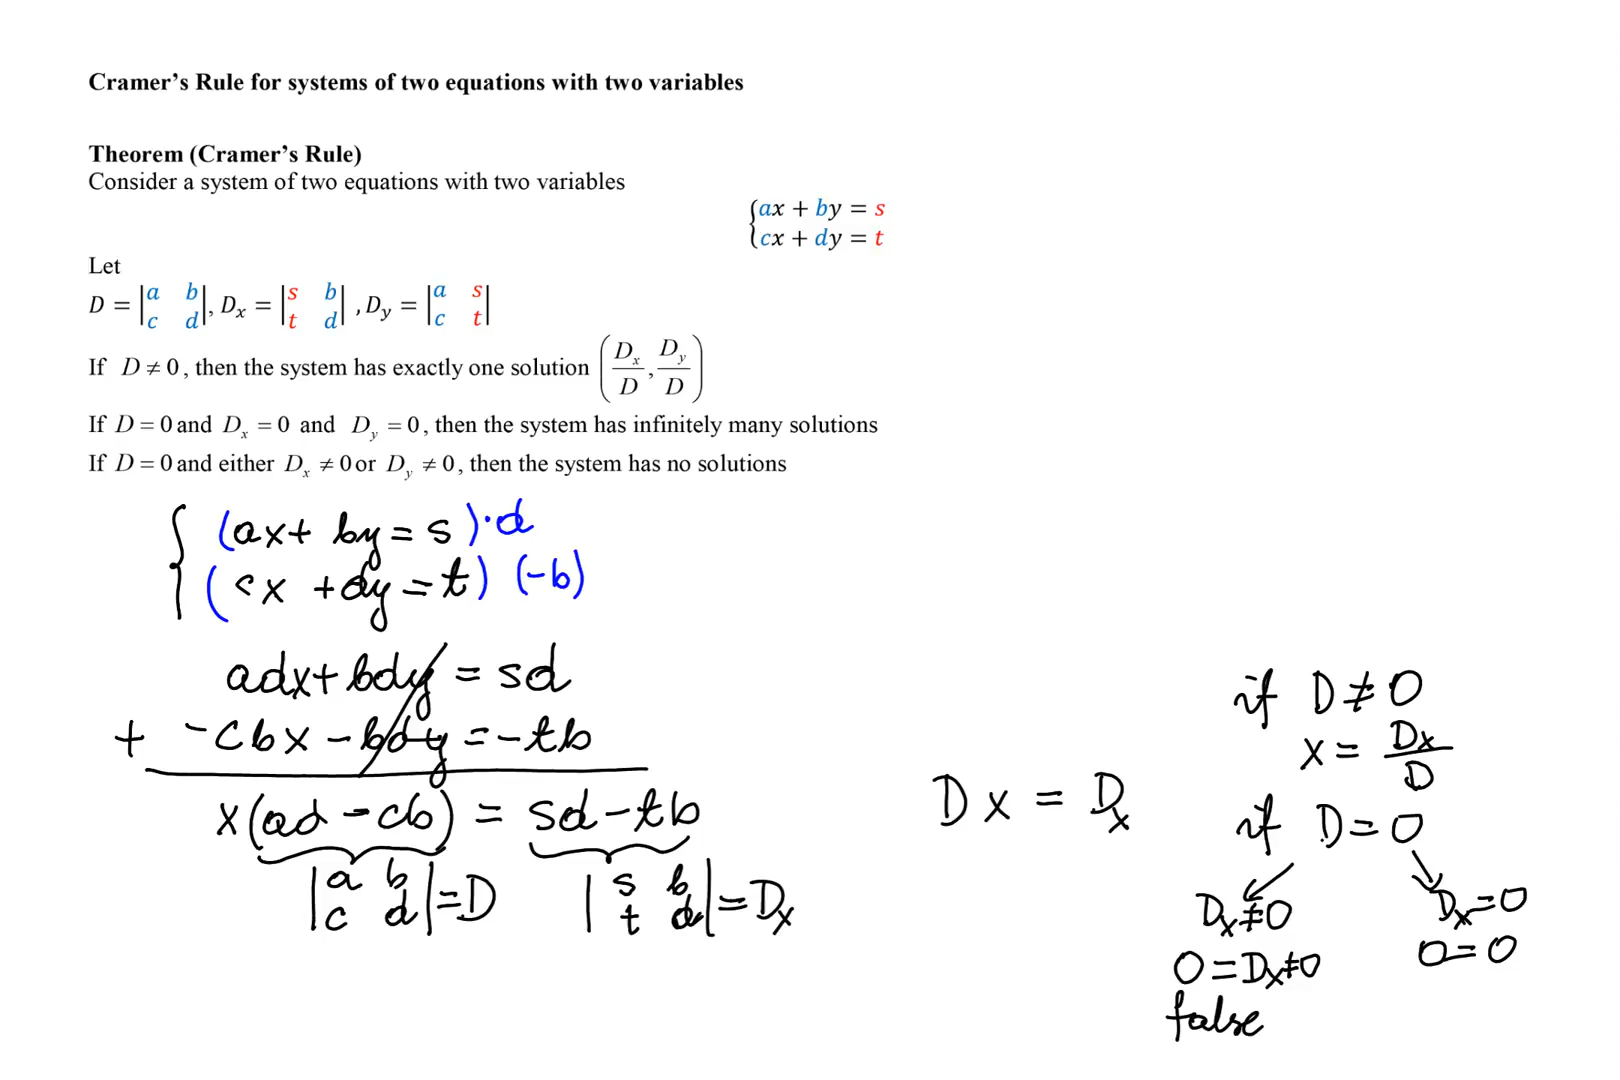 Cramer’s Rule for systems of two equations with two variables
Theorem (Cramer’s Rule)
Consider a system of two equations with two variables
{ax + by = s
cx + dy = t
Let
D = |a b; c d|, Dₓ = |s b; t d| , Dᵧ = |a s; c t|
If D ≠ 0 , then the system has exactly one solution (Dₓ/D , Dᵧ/D)
If D = 0 and Dₓ = 0 and Dᵧ = 0 , then the system has infinitely many solutions
If D = 0 and either Dₓ ≠ 0 or Dᵧ ≠ 0 , then the system has no solutions
{ (ax + by = s)·d
(cx + dy = t) (-b)
adx + bdy = sd
+ -cbx - bdy = -tb
x(ad - cb) = sd - tb
|a b; c d| = D |s b; t d| = Dₓ
D x = Dₓ
if D ≠ 0
x = Dₓ/D
if D = 0
Dₓ ≠ 0 Dₓ = 0
0 = Dₓ ≠ 0 0 = 0
false